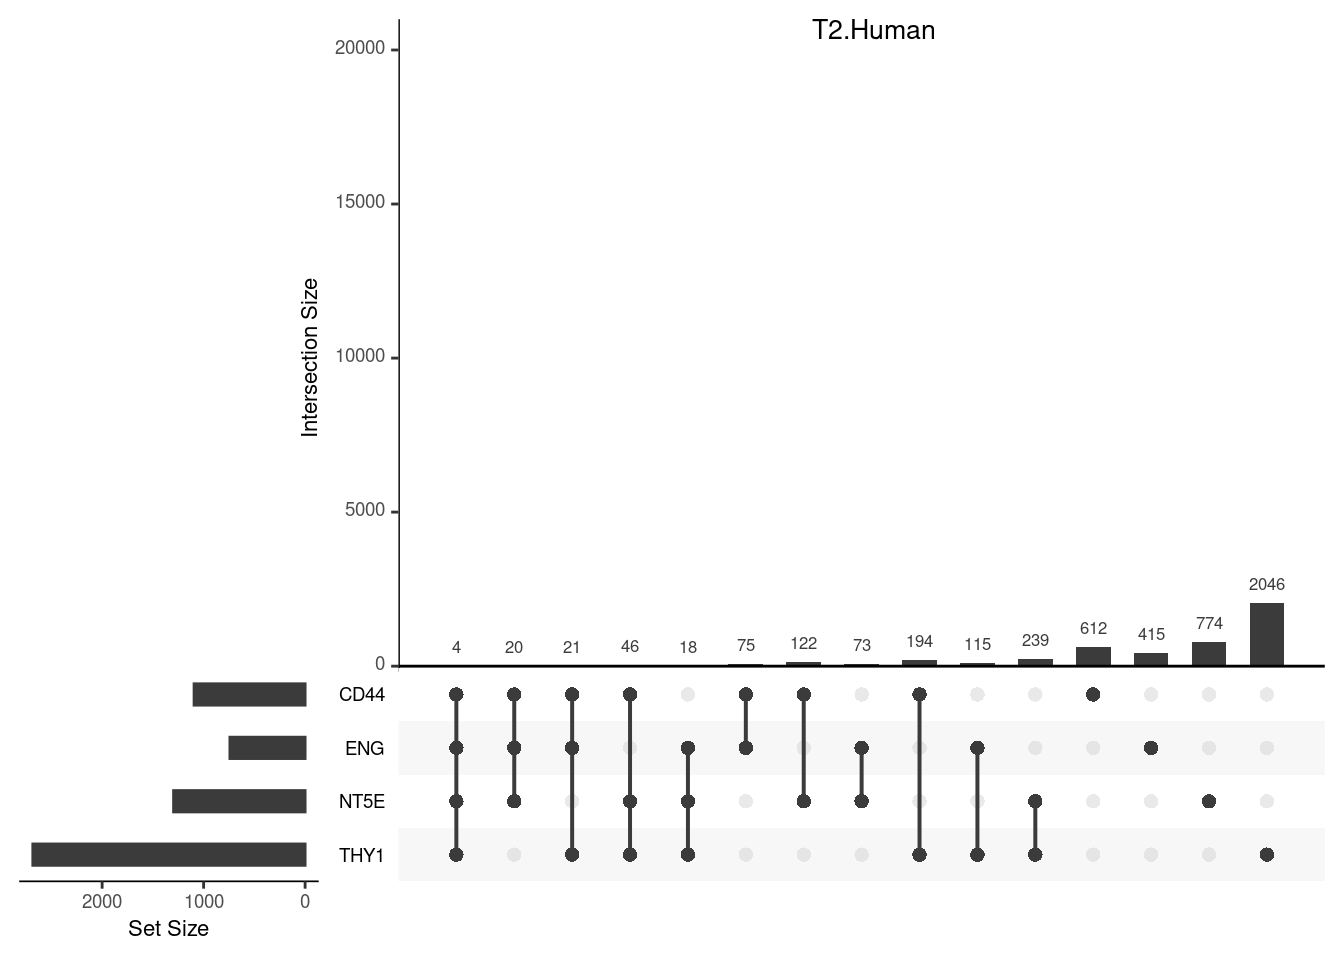 T2.Human
20000
15000
10000
5000
0
Intersection Size
4 20 21 46 18 75 122 73 194 115 239 612 415 774 2046
CD44
ENG
NT5E
THY1
2000 1000 0
Set Size